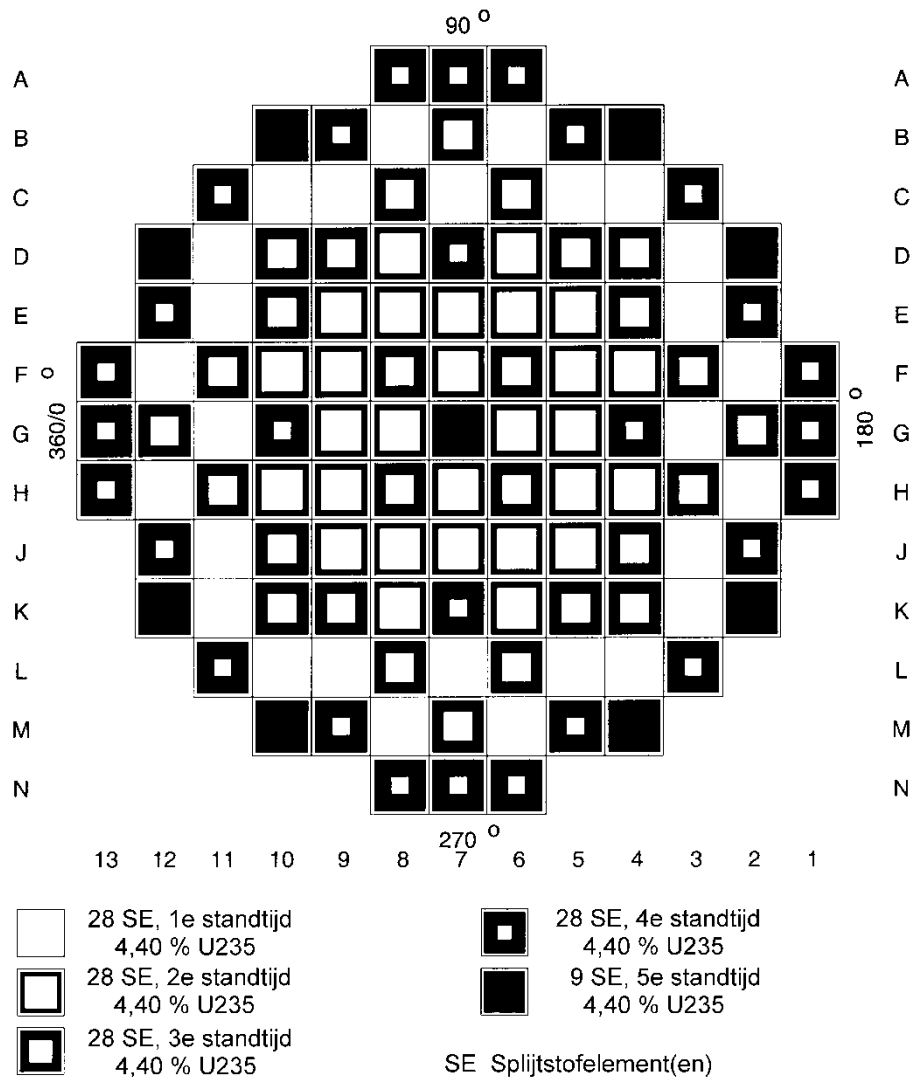 90 o
A A
B B
C C
D D
E E
F o F
360/0 G G 180 o
H H
J J
K K
L L
M M
N N
270 o
13 12 11 10 9 8 7 6 5 4 3 2 1
28 SE, 1e standtijd
4,40 % U235
28 SE, 2e standtijd
4,40 % U235
28 SE, 3e standtijd
4,40 % U235
28 SE, 4e standtijd
4,40 % U235
9 SE, 5e standtijd
4,40 % U235
SE Splijtstofelement(en)